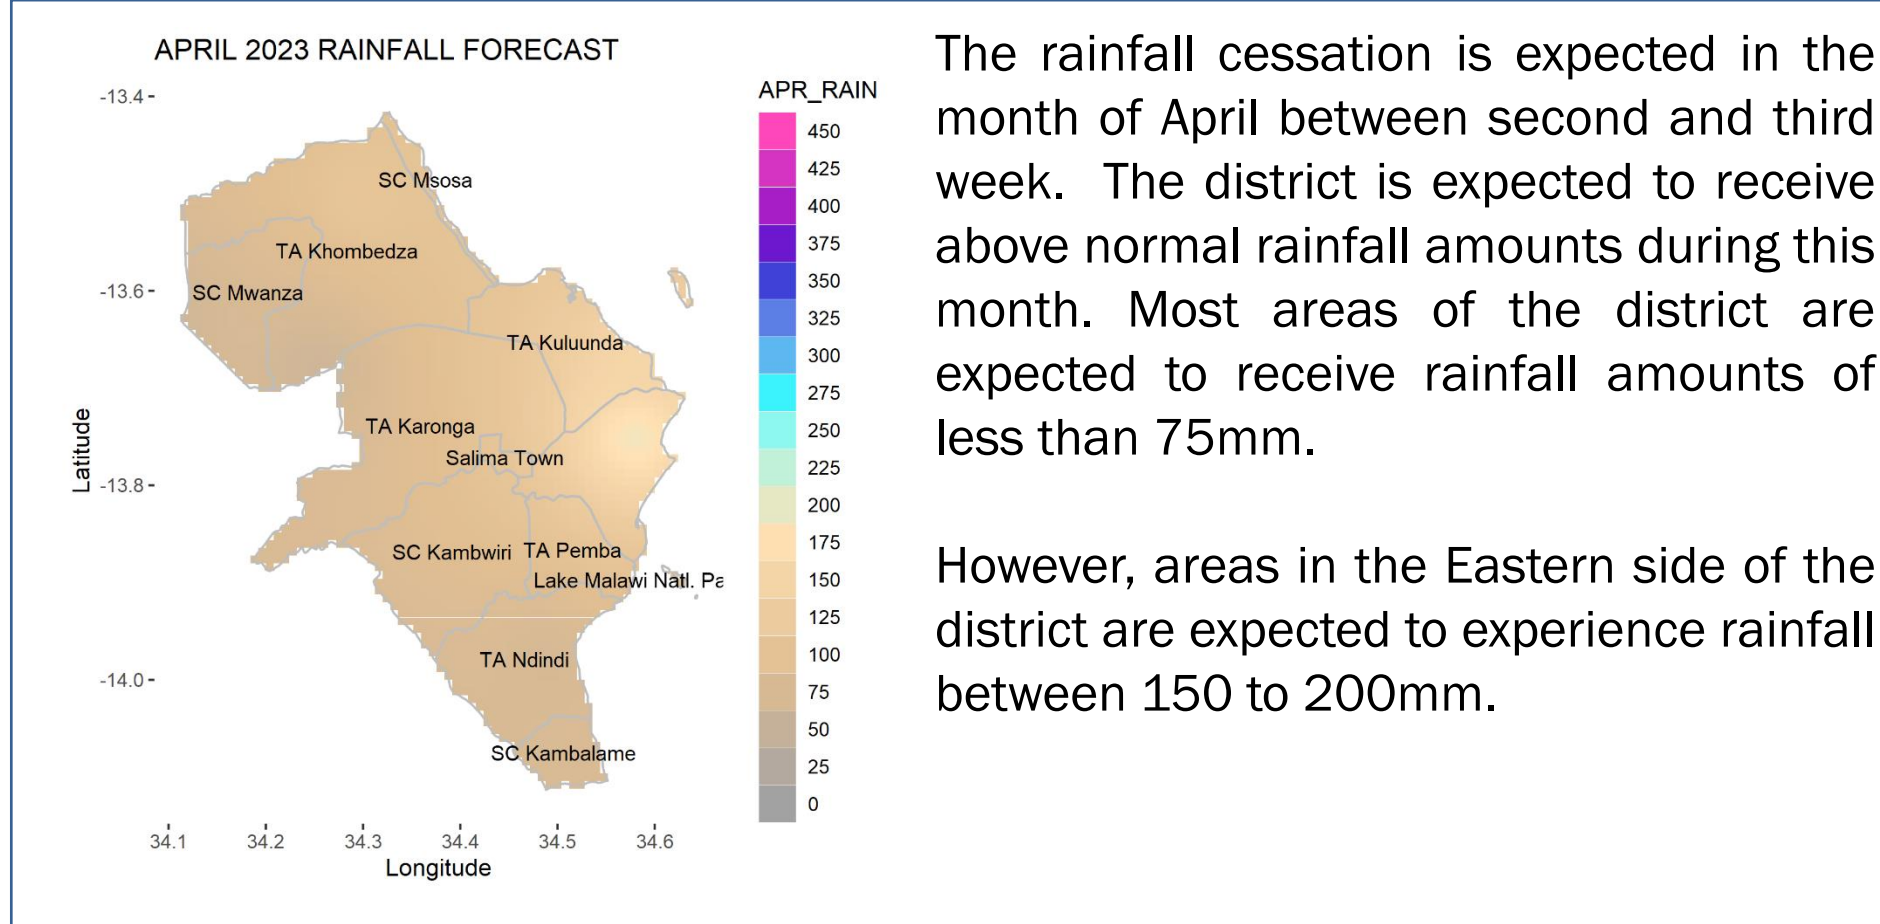 APRIL 2023 RAINFALL FORECAST
-13.4
-13.6
-13.8
-14.0
Latitude
34.1 34.2 34.3 34.4 34.5 34.6
Longitude
SC Msosa
TA Khombedza
SC Mwanza
TA Kuluunda
TA Karonga
Salima Town
SC Kambwiri TA Pemba
Lake Malawi Natl. Pa
TA Ndindi
SC Kambalame
APR_RAIN
450
425
400
375
350
325
300
275
250
225
200
175
150
125
100
75
50
25
0
The rainfall cessation is expected in the
month of April between second and third
week. The district is expected to receive
above normal rainfall amounts during this
month. Most areas of the district are
expected to receive rainfall amounts of
less than 75mm.
However, areas in the Eastern side of the
district are expected to experience rainfall
between 150 to 200mm.